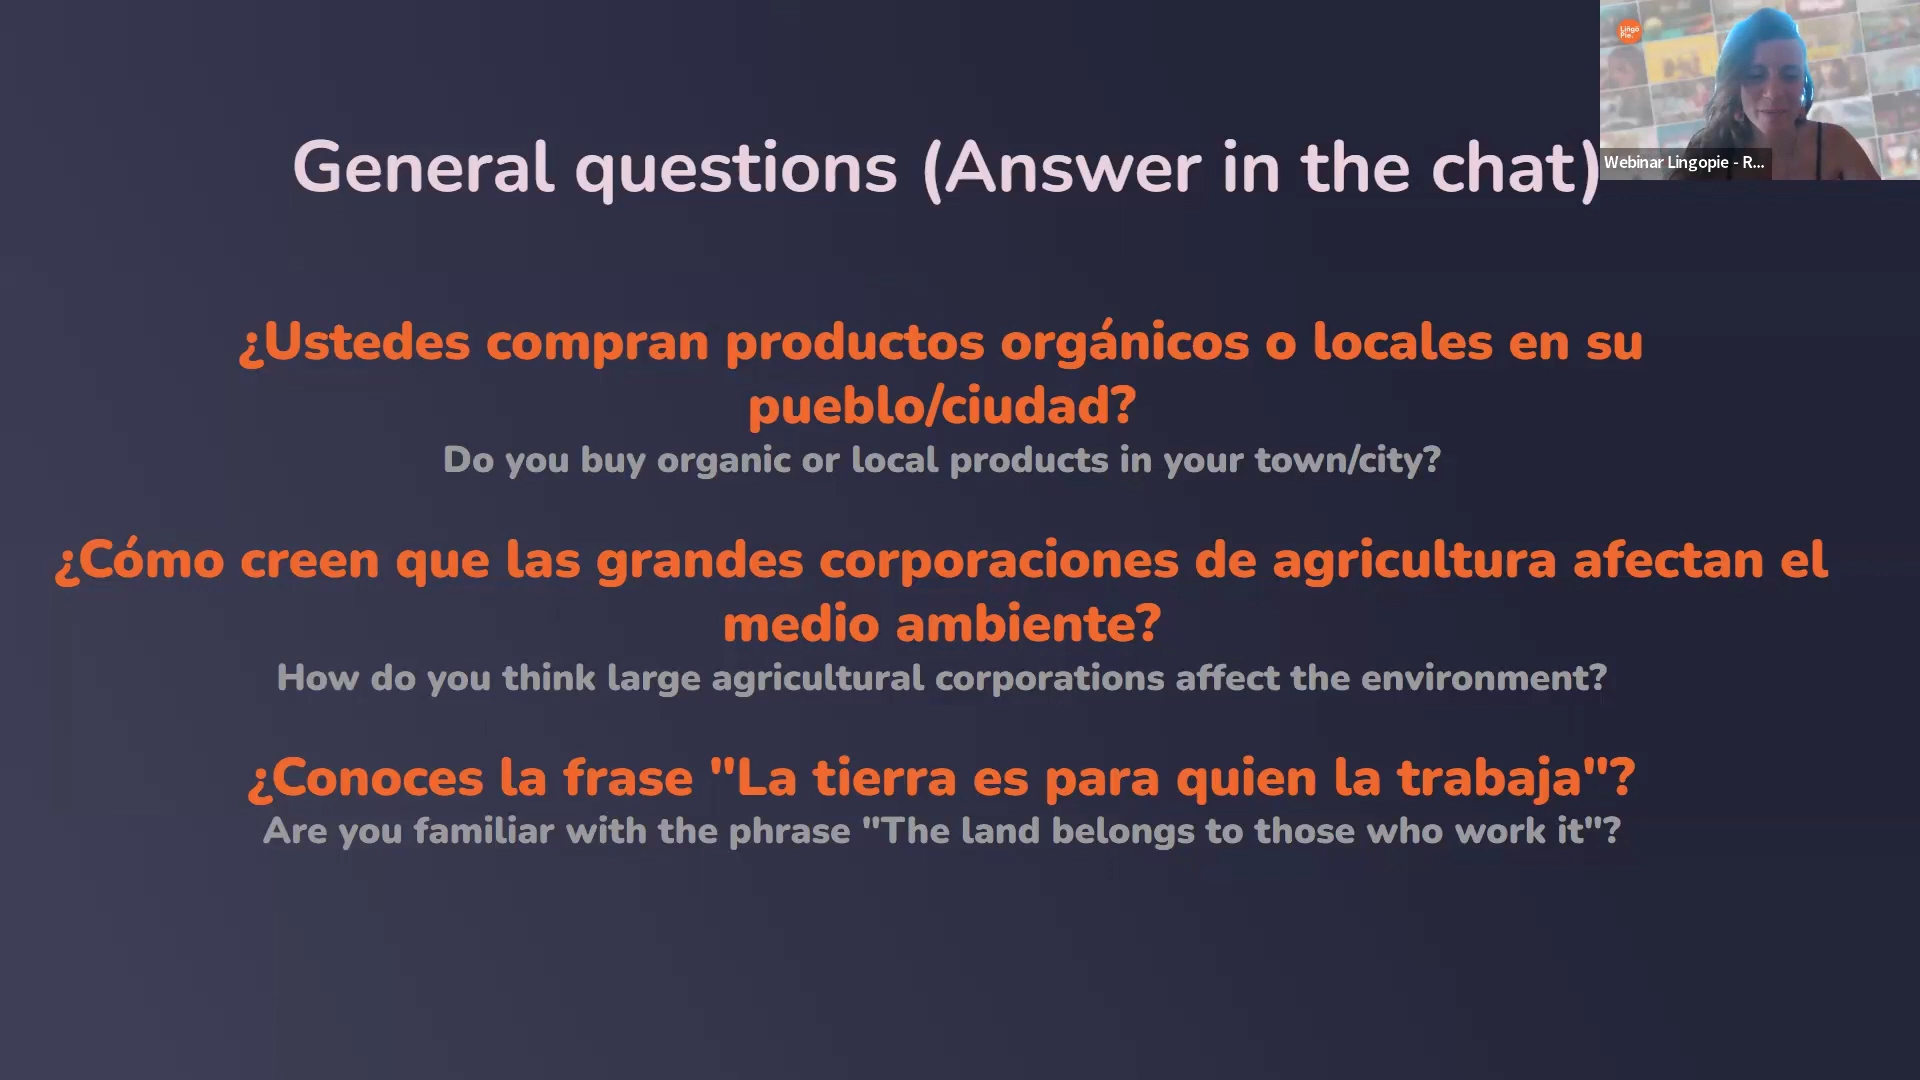 Lingo
Pie.
Webinar Lingopie - R...
General questions (Answer in the chat)
¿Ustedes compran productos orgánicos o locales en su
pueblo/ciudad?
Do you buy organic or local products in your town/city?
¿Cómo creen que las grandes corporaciones de agricultura afectan el
medio ambiente?
How do you think large agricultural corporations affect the environment?
¿Conoces la frase "La tierra es para quien la trabaja"?
Are you familiar with the phrase "The land belongs to those who work it"?